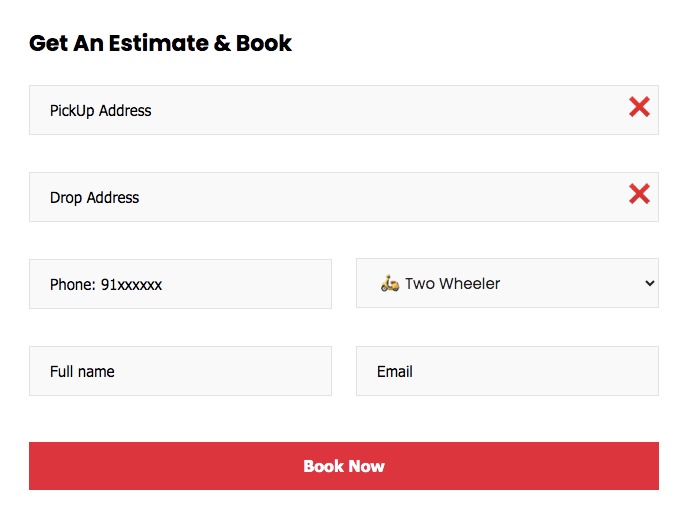 Get An Estimate & Book
PickUp Address
Drop Address
Phone: 91xxxxxx
Two Wheeler
Full name
Email
Book Now